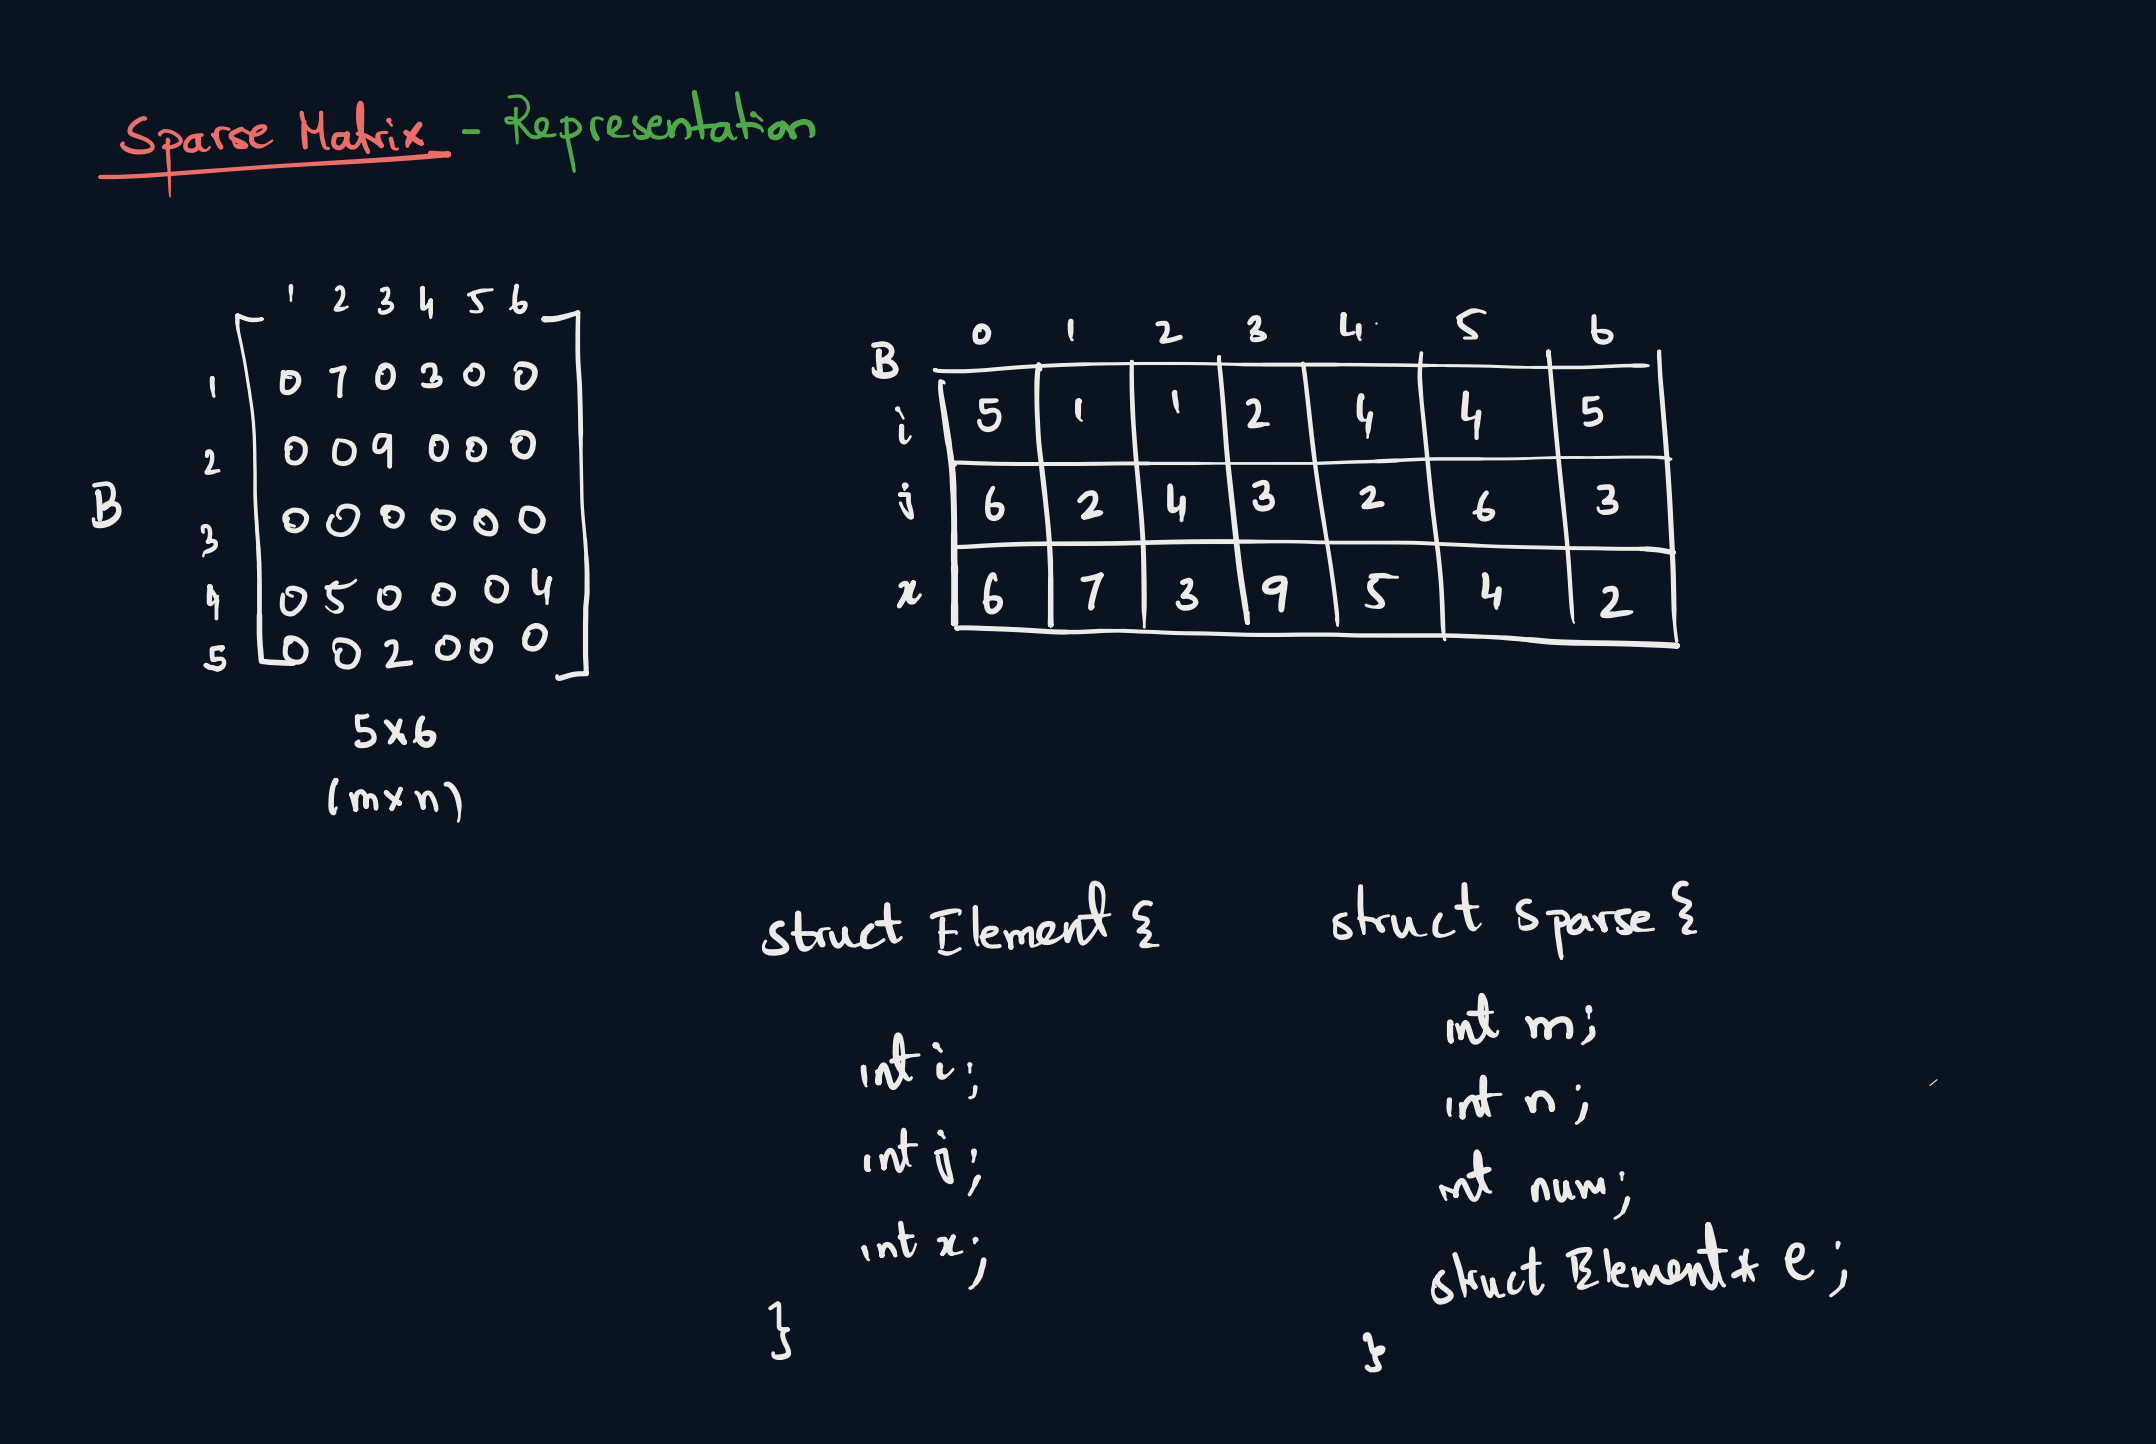 Sparse Matrix - Representation
1 2 3 4 5 6
1 0 7 0 3 0 0
2 0 0 9 0 0 0
B
3 0 0 0 0 0 0
4 0 5 0 0 0 4
5 0 0 2 0 0 0
5x6
(mxn)
B 0 1 2 3 4 5 6
i 5 1 1 2 4 4 5
j 6 2 4 3 2 6 3
x 6 7 3 9 5 4 2
struct Element {
int i;
int j;
int x;
}
struct Sparse {
int m;
int n;
int num;
struct Element* e;
}